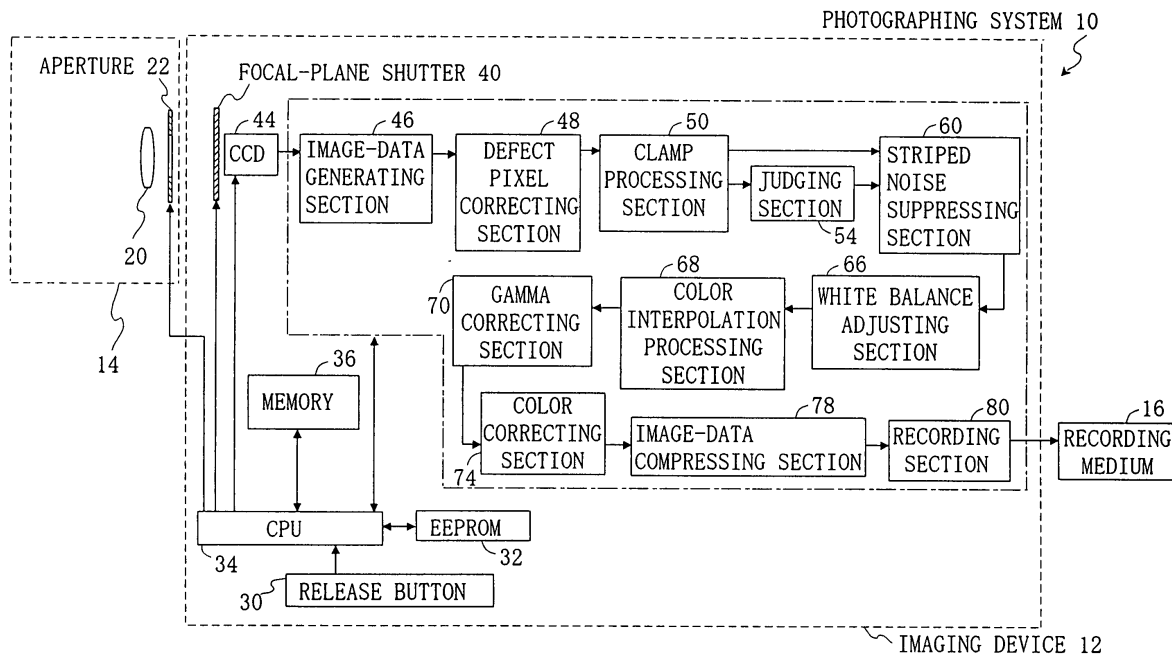 PHOTOGRAPHING SYSTEM 10
APERTURE 22
FOCAL-PLANE SHUTTER 40
44
46
48
50
60
CCD
IMAGE-DATA
GENERATING
SECTION
DEFECT
PIXEL
CORRECTING
SECTION
CLAMP
PROCESSING
SECTION
JUDGING
SECTION
54
STRIPED
NOISE
SUPPRESSING
SECTION
20
14
70
GAMMA
CORRECTING
SECTION
68
COLOR
INTERPOLATION
PROCESSING
SECTION
66
WHITE BALANCE
ADJUSTING
SECTION
36
MEMORY
74
COLOR
CORRECTING
SECTION
78
IMAGE-DATA
COMPRESSING SECTION
80
RECORDING
SECTION
16
RECORDING
MEDIUM
CPU
34
EEPROM
32
30
RELEASE BUTTON
IMAGING DEVICE 12